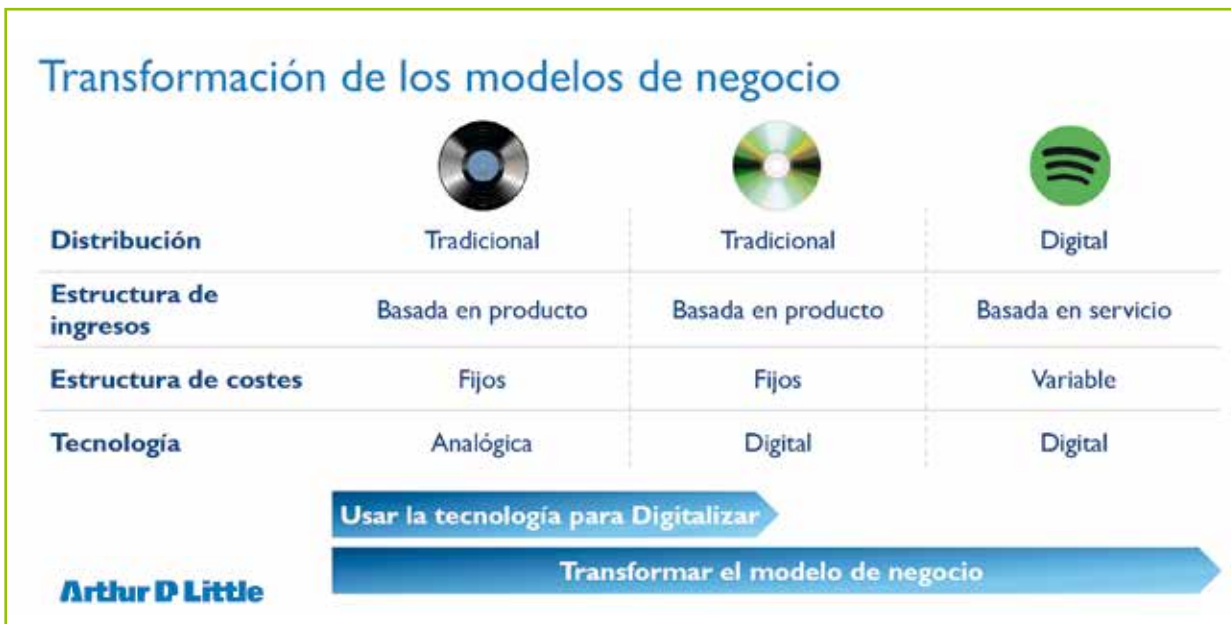 Transformación de los modelos de negocio
Distribución Tradicional Tradicional Digital
Estructura de
ingresos Basada en producto Basada en producto Basada en servicio
Estructura de costes Fijos Fijos Variable
Tecnología Analógica Digital Digital
Usar la tecnología para Digitalizar
Transformar el modelo de negocio
Arthur D Little